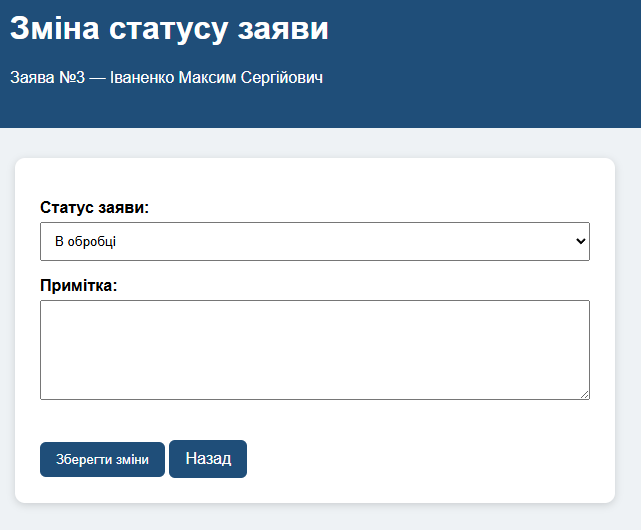 Зміна статусу заяви
Заява №3 — Іваненко Максим Сергійович
Статус заяви:
В обробці
Примітка:
Зберегти зміни Назад